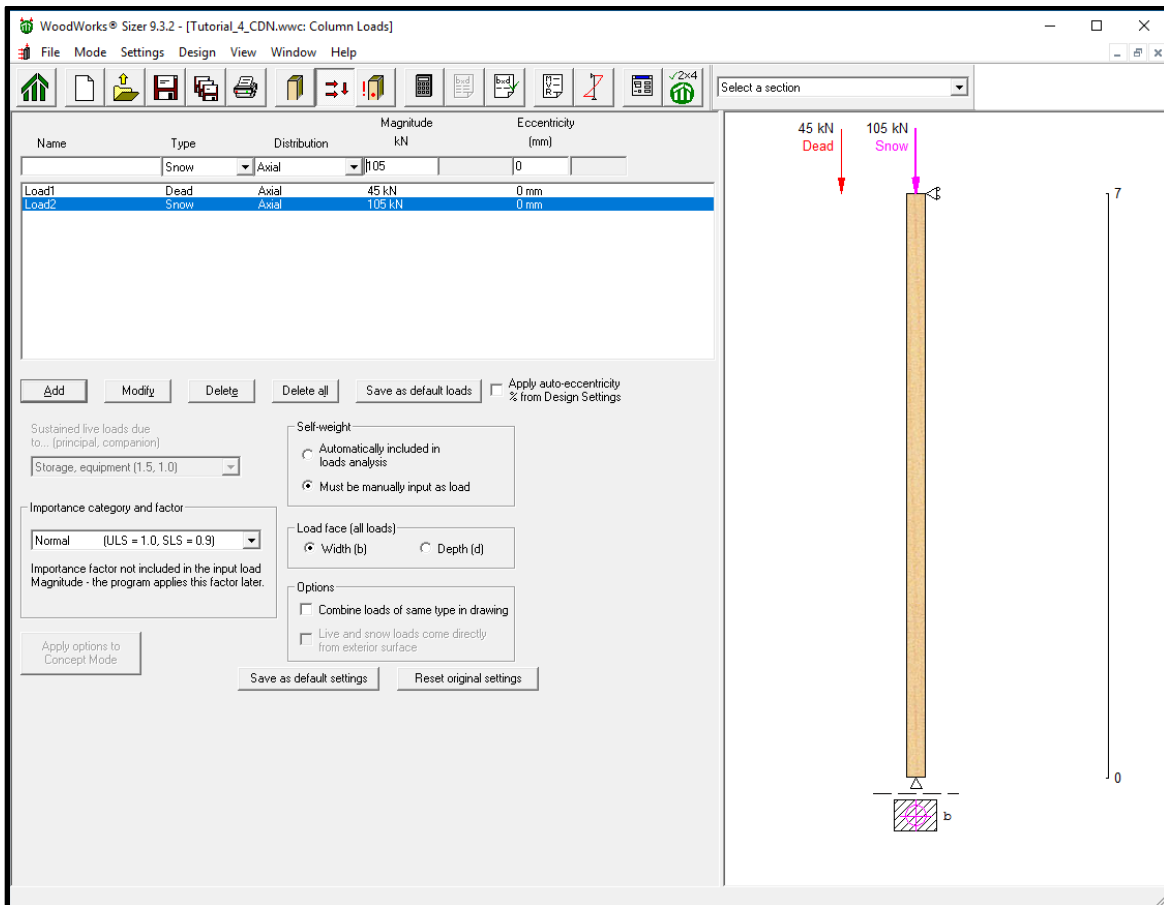 WoodWorks® Sizer 9.3.2 - [Tutorial_4_CDN.wwc: Column Loads]
File Mode Settings Design View Window Help
2x4
Select a section
Magnitude Eccentricity
Name Type Distribution kN (mm)
Snow Axial 105 0
Load1 Dead Axial 45 kN 0 mm
Load2 Snow Axial 105 kN 0 mm
Add Modify Delete Delete all Save as default loads
Apply auto-eccentricity
% from Design Settings
Sustained live loads due
to... (principal, companion)
Storage, equipment (1.5, 1.0)
Importance category and factor
Normal (ULS = 1.0, SLS = 0.9)
Importance factor not included in the input load
Magnitude - the program applies this factor later.
Apply options to
Concept Mode
Self-weight
Automatically included in
loads analysis
Must be manually input as load
Load face (all loads)
Width (b) Depth (d)
Options
Combine loads of same type in drawing
Live and snow loads come directly
from exterior surface
Save as default settings Reset original settings
45 kN 105 kN
Dead Snow
7
0
b